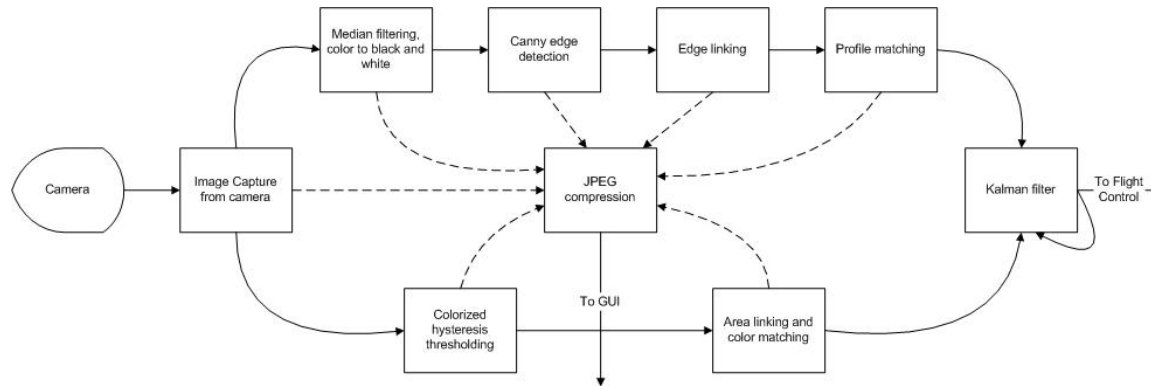 Median filtering,
color to black and
white
Canny edge
detection
Edge linking
Profile matching
Camera
Image Capture
from camera
JPEG
compression
Kalman filter
To Flight
Control
To GUI
Colorized
hysteresis
thresholding
Area linking and
color matching